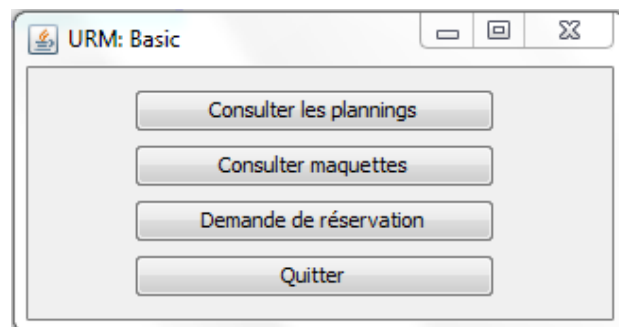 URM: Basic
Consulter les plannings
Consulter maquettes
Demande de réservation
Quitter